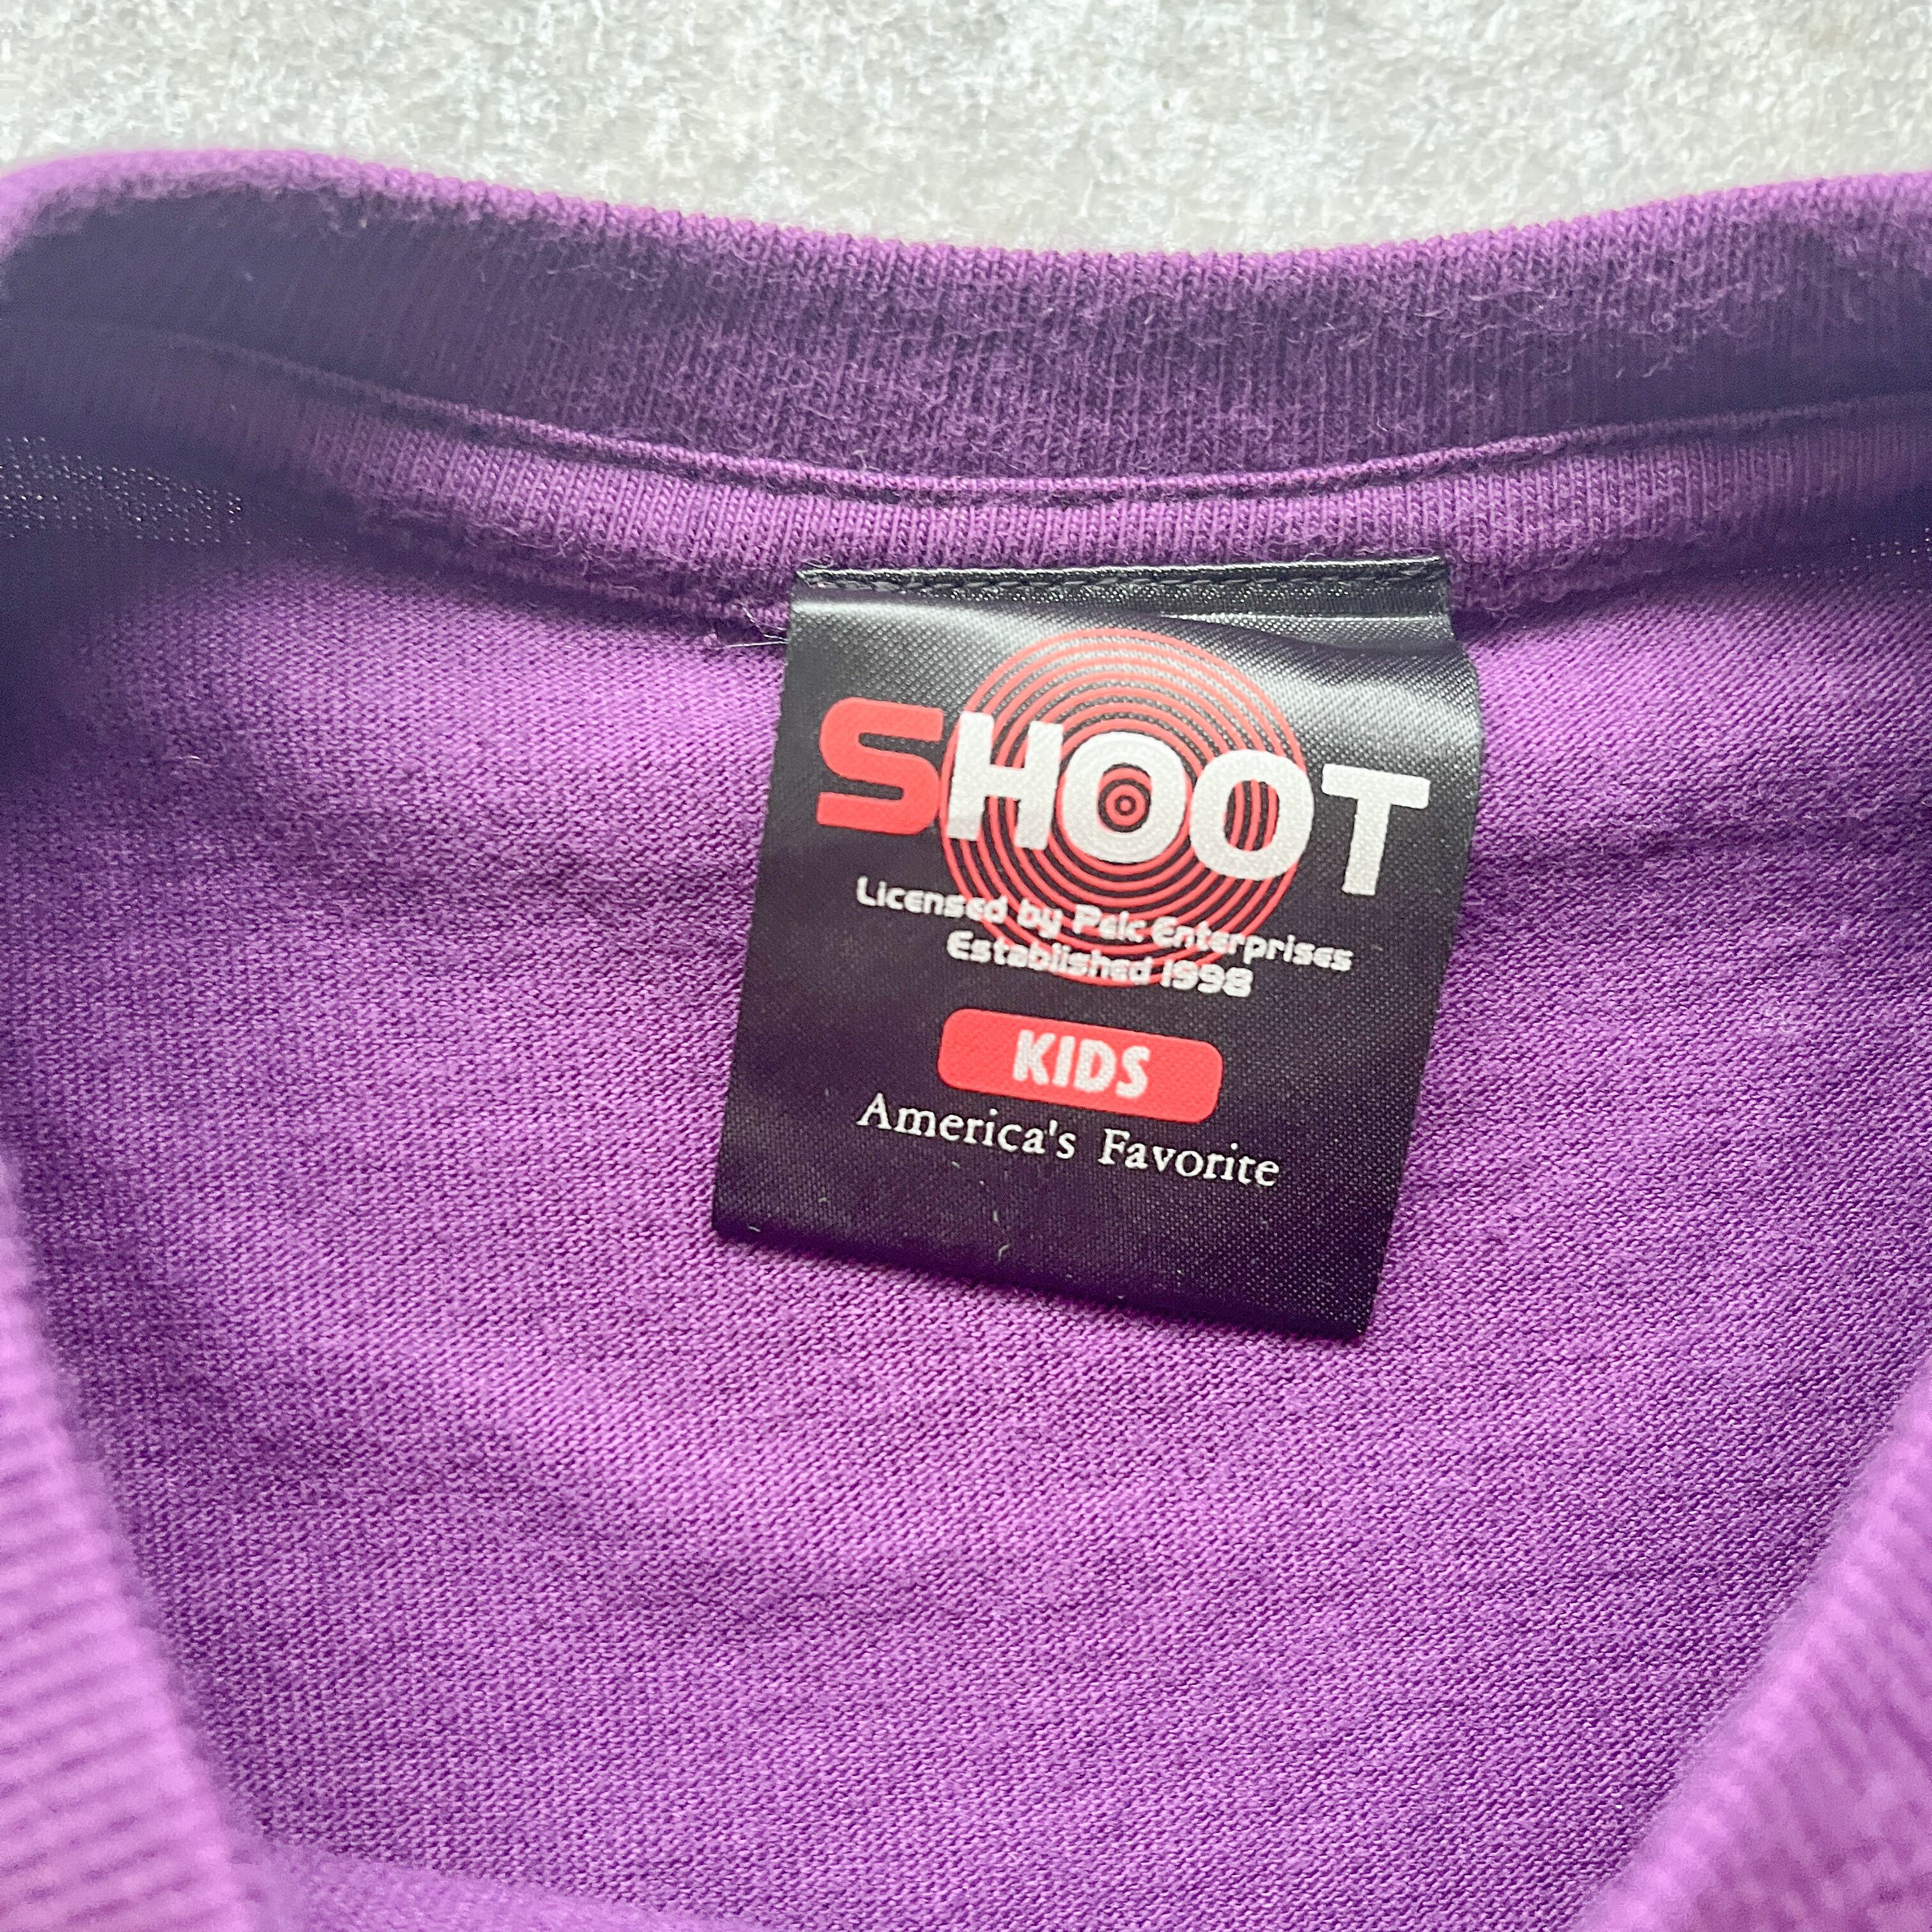 SHOOT
Licensed by Pelc Enterprises
Established 1998
KIDS
America's Favorite